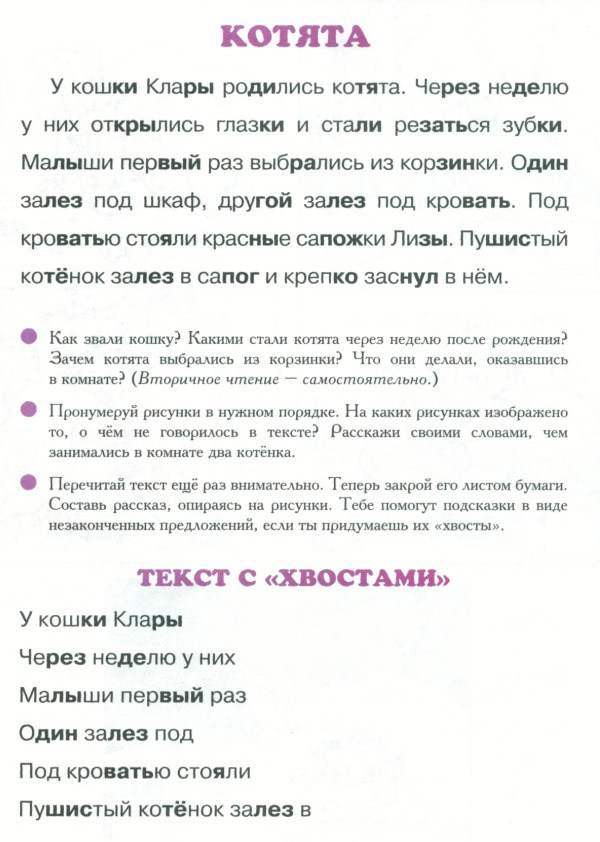 КОТЯТА
У кошки Клары родились котята. Через неделю
у них открылись глазки и стали резаться зубки.
Малыши первый раз выбрались из корзинки. Один
залез под шкаф, другой залез под кровать. Под
кроватью стояли красные сапожки Лизы. Пушистый
котёнок залез в сапог и крепко заснул в нём.
Как звали кошку? Какими стали котята через неделю после рождения?
Зачем котята выбрались из корзинки? Что они делали, оказавшись
в комнате? (Вторичное чтение — самостоятельно.)
Пронумеруй рисунки в нужном порядке. На каких рисунках изображено
то, о чём не говорилось в тексте? Расскажи своими словами, чем
занимались в комнате два котёнка.
Перечитай текст ещё раз внимательно. Теперь закрой его листом бумаги.
Составь рассказ, опираясь на рисунки. Тебе помогут подсказки в виде
незаконченных предложений, если ты придумаешь их «хвосты».
ТЕКСТ С «ХВОСТАМИ»
У кошки Клары
Через неделю у них
Малыши первый раз
Один залез под
Под кроватью стояли
Пушистый котёнок залез в